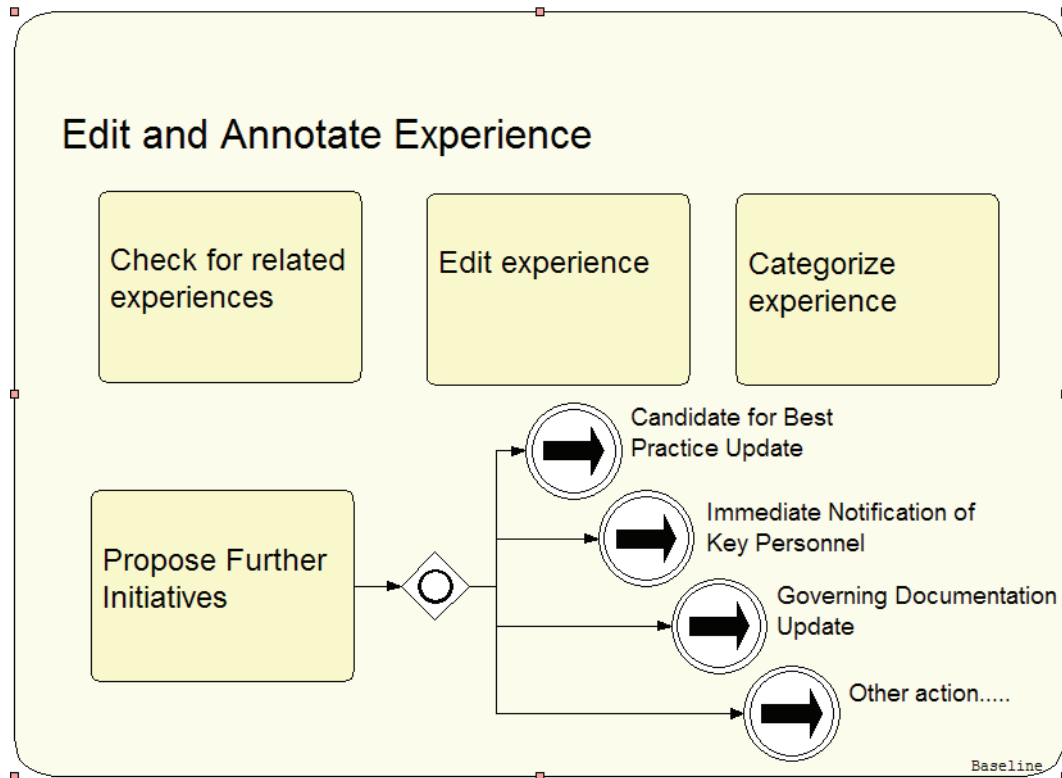 Edit and Annotate Experience
Check for related
experiences
Edit experience
Categorize
experience
Candidate for Best
Practice Update
Immediate Notification of
Key Personnel
Propose Further
Initiatives
Governing Documentation
Update
Other action.....
Baseline